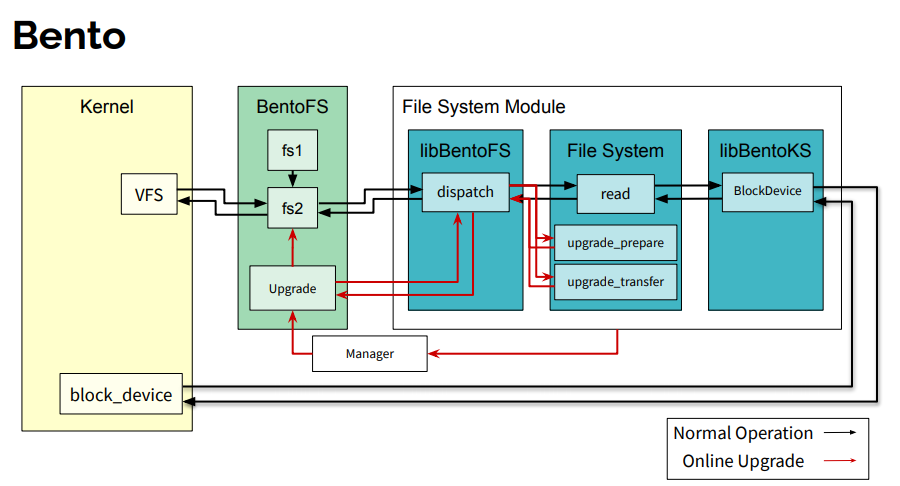 Bento
Kernel
BentoFS
File System Module
fs1
libBentoFS
File System
libBentoKS
VFS
fs2
dispatch
read
BlockDevice
upgrade_prepare
Upgrade
upgrade_transfer
Manager
block_device
Normal Operation
Online Upgrade